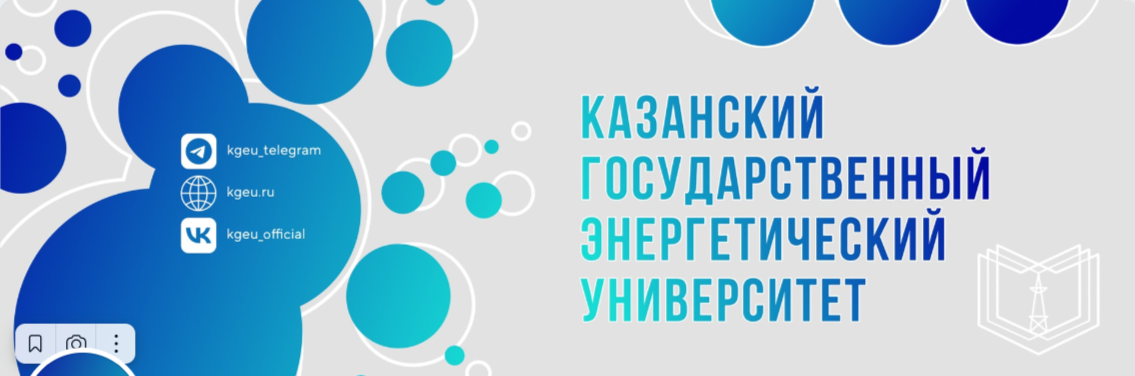 kgeu_telegram
kgeu.ru
kgeu_official
КАЗАНСКИЙ
ГОСУДАРСТВЕННЫЙ
ЭНЕРГЕТИЧЕСКИЙ
УНИВЕРСИТЕТ